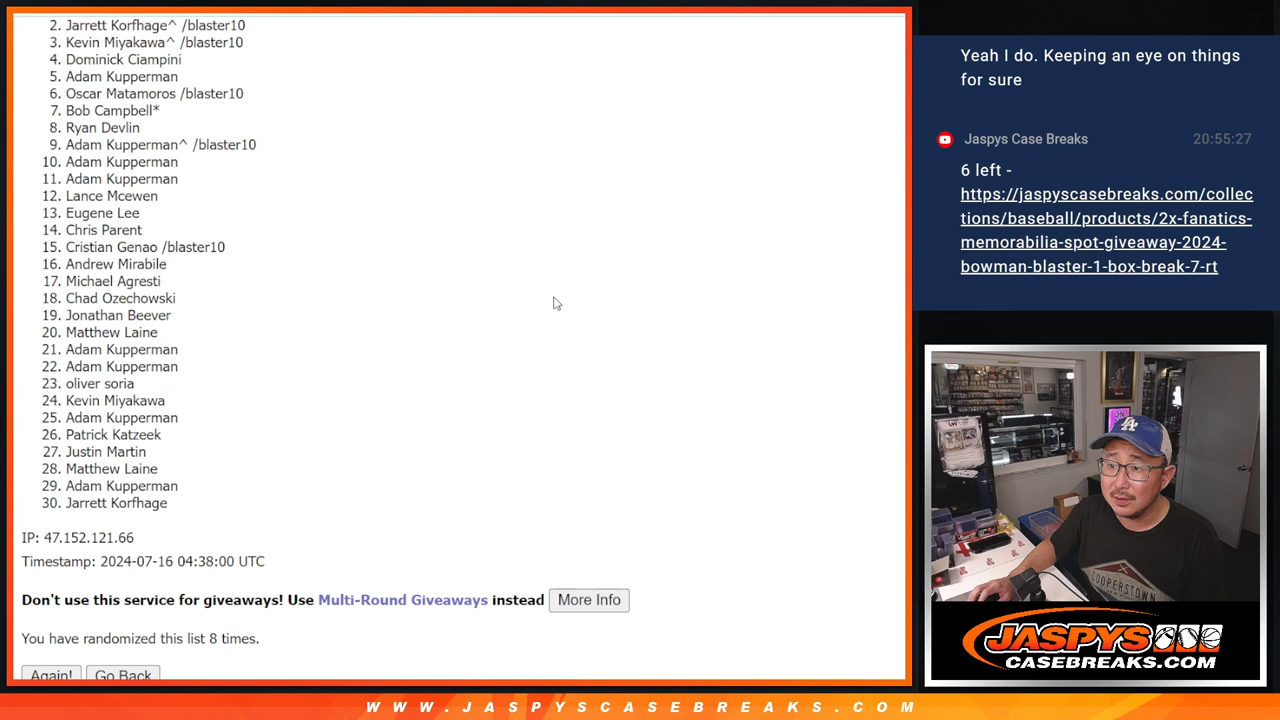 2. Jarrett Korfhage^ /blaster10
3. Kevin Miyakawa^ /blaster10
4. Dominick Ciampini
5. Adam Kupperman
6. Oscar Matamoros /blaster10
7. Bob Campbell*
8. Ryan Devlin
9. Adam Kupperman^ /blaster10
10. Adam Kupperman
11. Adam Kupperman
12. Lance Mcewen
13. Eugene Lee
14. Chris Parent
15. Cristian Genao /blaster10
16. Andrew Mirabile
17. Michael Agresti
18. Chad Ozechowski
19. Jonathan Beever
20. Matthew Laine
21. Adam Kupperman
22. Adam Kupperman
23. oliver soria
24. Kevin Miyakawa
25. Adam Kupperman
26. Patrick Katzeek
27. Justin Martin
28. Matthew Laine
29. Adam Kupperman
30. Jarrett Korfhage
IP: 47.152.121.66
Timestamp: 2024-07-16 04:38:00 UTC
Don't use this service for giveaways! Use Multi-Round Giveaways instead More Info
You have randomized this list 8 times.
Again! Go Back
Yeah I do. Keeping an eye on things
for sure
Jaspys Case Breaks 20:55:27
6 left -
https://jaspyscasebreaks.com/collec
tions/baseball/products/2x-fanatics-
memorabilia-spot-giveaway-2024-
bowman-blaster-1-box-break-7-rt
ON
LA
COOPERSTOWN
JASPYS
CASEBREAKS.COM
WWW.JASPYSCASEBREAKS.COM